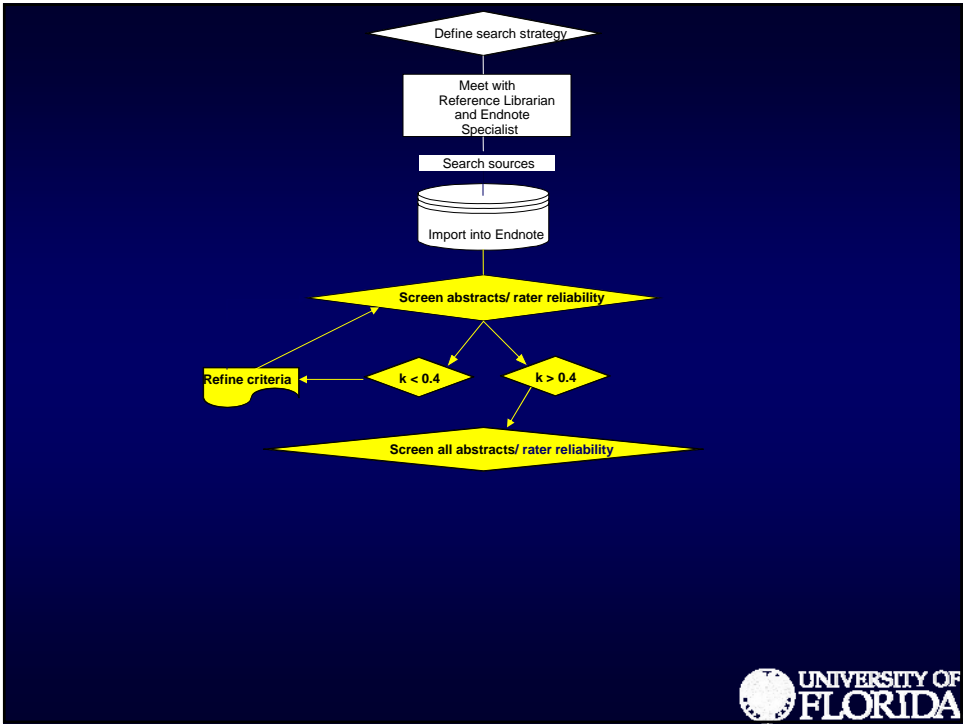 Define search strategy
Meet with
Reference Librarian
and Endnote
Specialist
Search sources
Import into Endnote
Screen abstracts/ rater reliability
Refine criteria
k < 0.4
k > 0.4
Screen all abstracts/ rater reliability
UNIVERSITY OF
FLORIDA